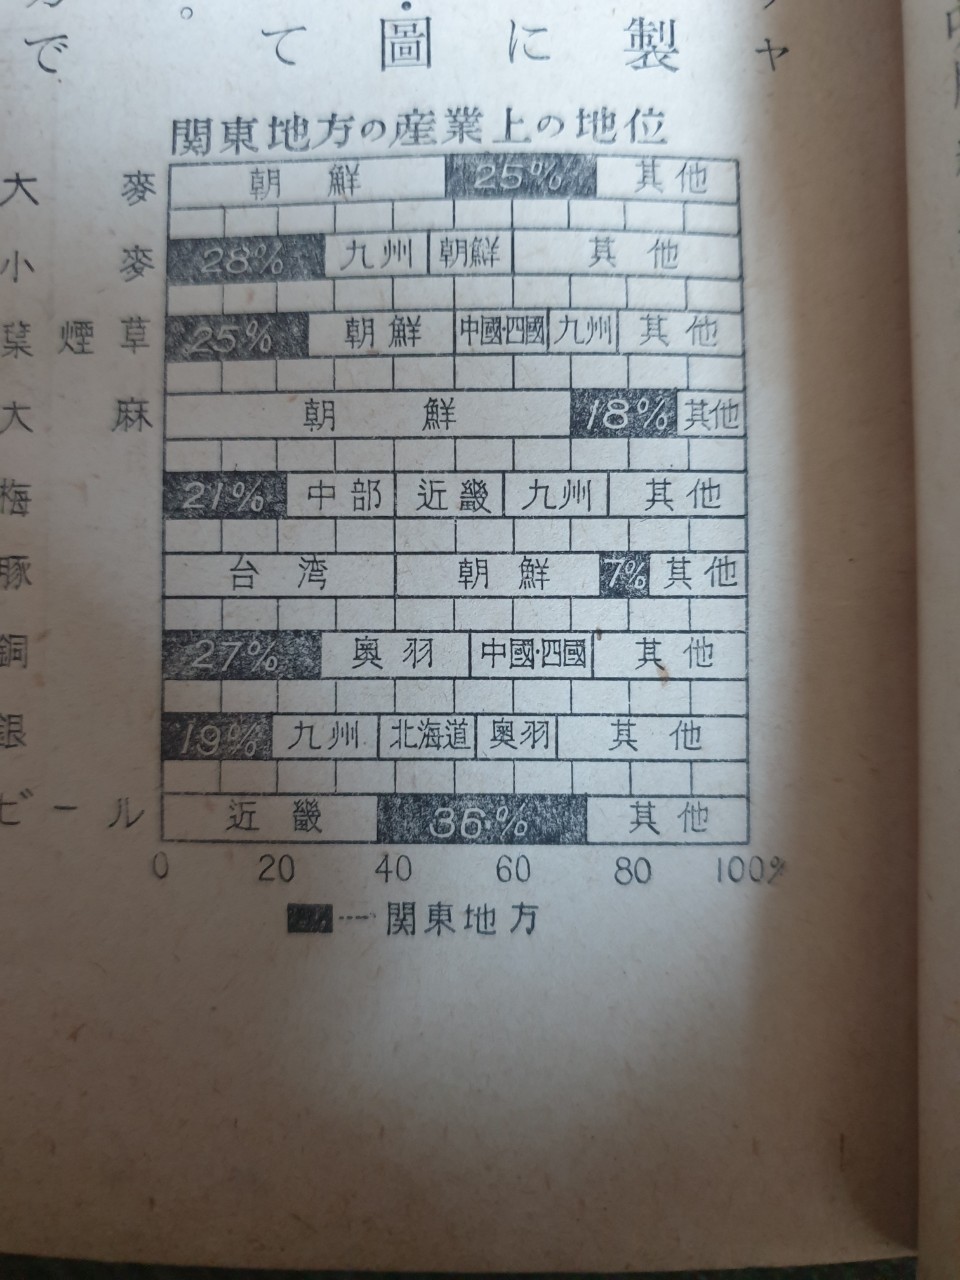 製
に
圖
て
で
関東地方の産業上の地位
大麥 朝鮮 25% 其他
小麥 28% 九州 朝鮮 其他
葉煙草 25% 朝鮮 中國·四國 九州 其他
大麻 朝鮮 18% 其他
梅 21% 中部 近畿 九州 其他
豚 台湾 朝鮮 7% 其他
銅 27% 奥羽 中國·四國 其他
銀 19% 九州 北海道 奥羽 其他
ビール 近畿 36% 其他
0 20 40 60 80 100%
関東地方